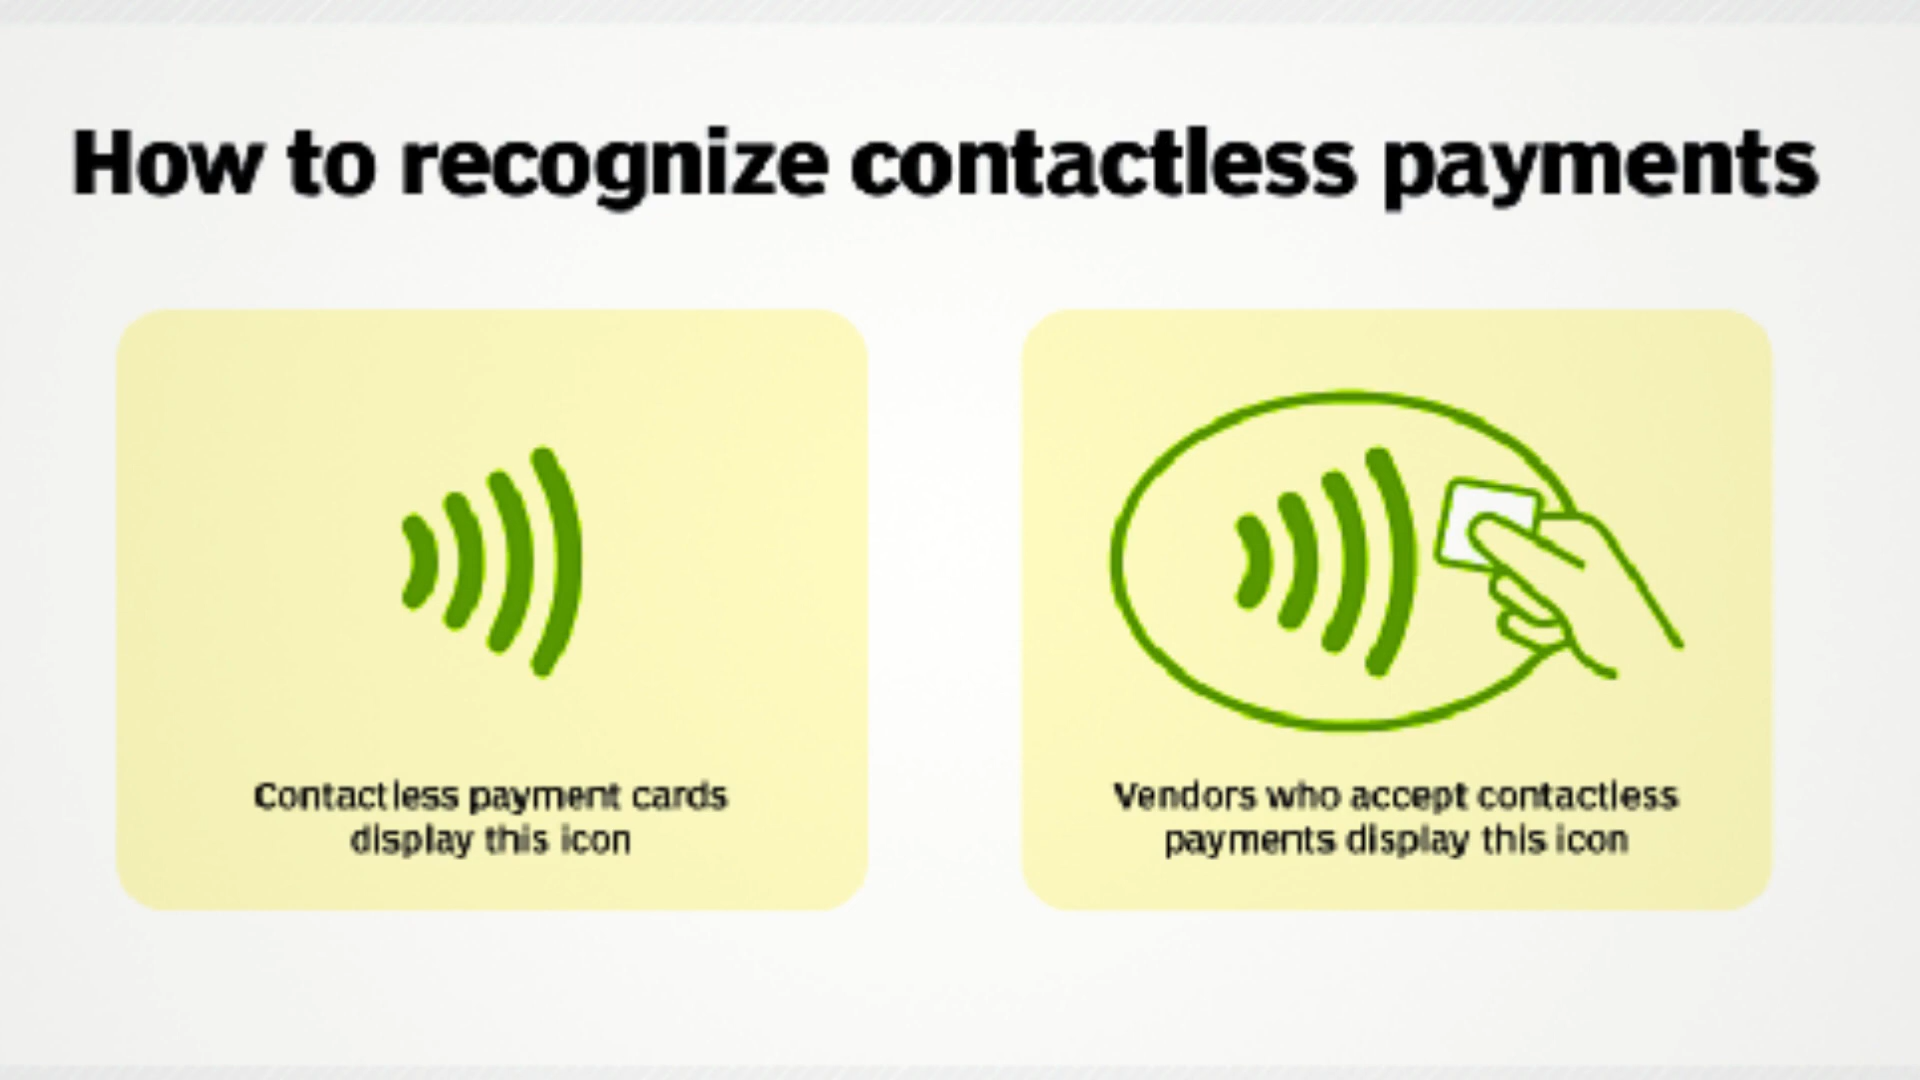 How to recognize contactless payments
Contactless payment cards
display this icon
Vendors who accept contactless
payments display this icon